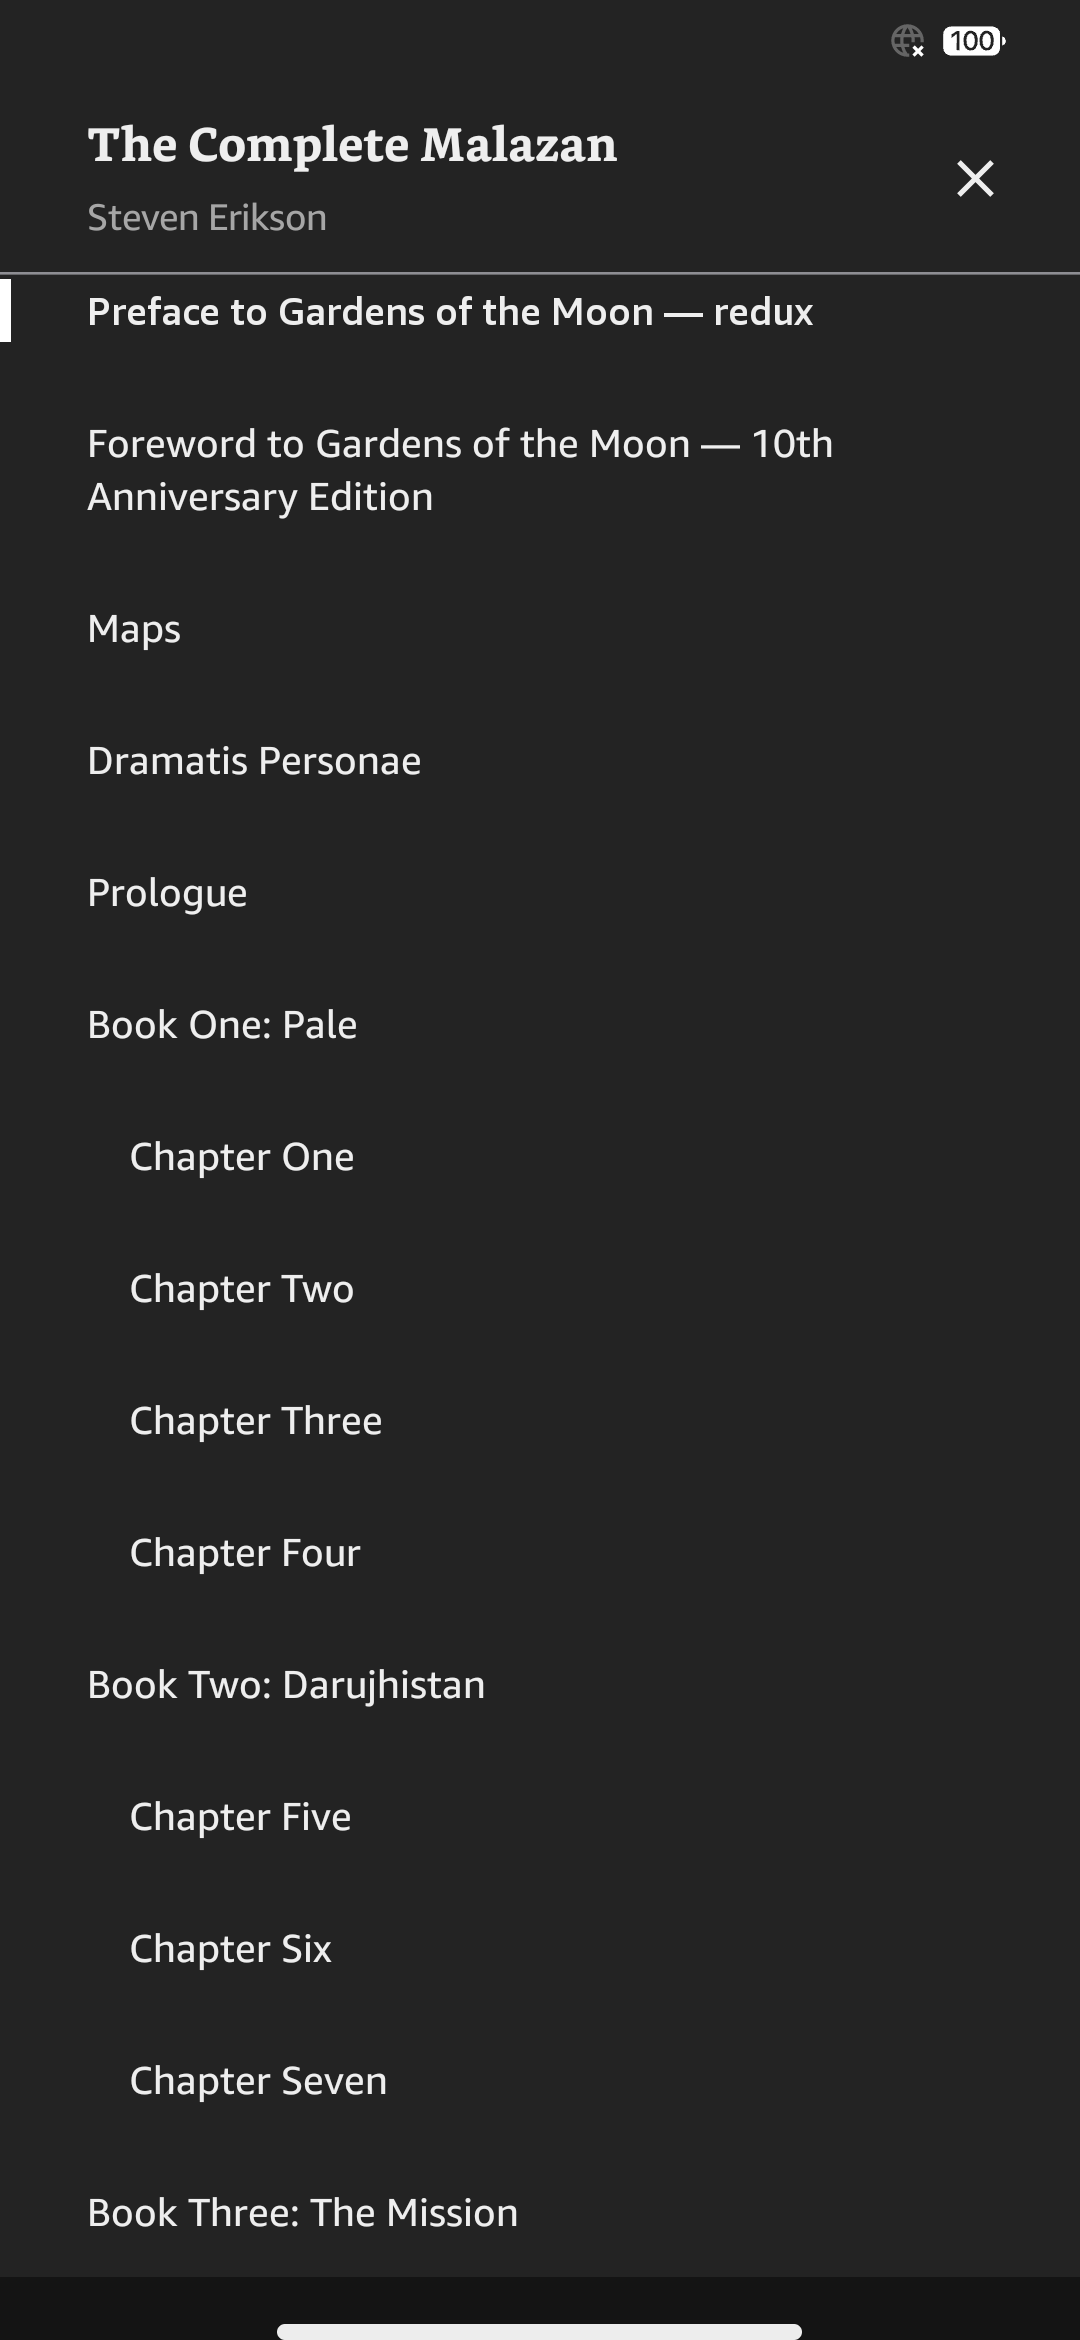 100
The Complete Malazan
Steven Erikson
Preface to Gardens of the Moon — redux
Foreword to Gardens of the Moon — 10th
Anniversary Edition
Maps
Dramatis Personae
Prologue
Book One: Pale
Chapter One
Chapter Two
Chapter Three
Chapter Four
Book Two: Darujhistan
Chapter Five
Chapter Six
Chapter Seven
Book Three: The Mission